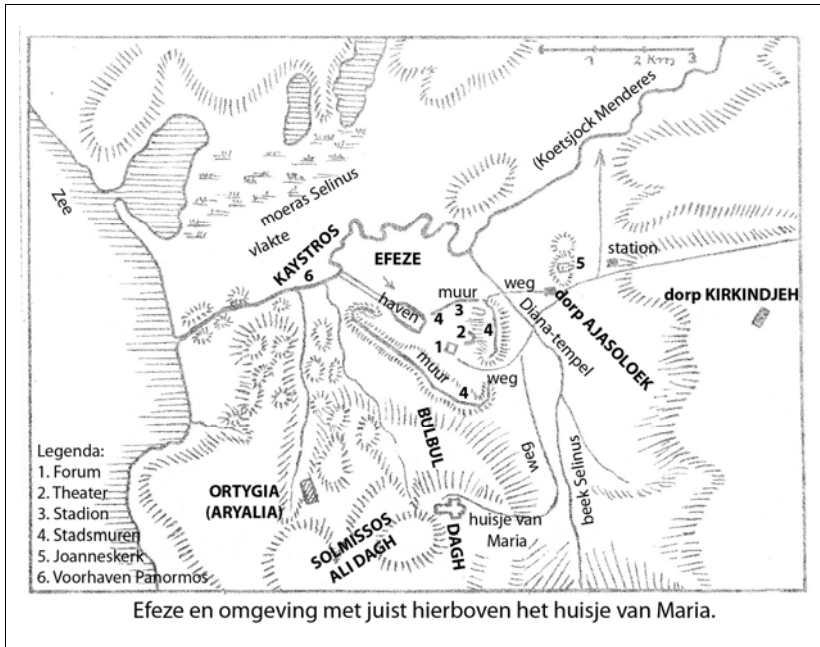 1 2 Km 3
(Koetsjock Menderes
Zee
moeras Selinus
vlakte
KAYSTROS
6
EFEZE
haven
muur
4 3
2 4
1
muur
4
weg
weg
Diana-tempel
5
station
dorp AJASOLOEK
dorp KIRKINDJEH
BULBUL
DAGH
weg
beek Selinus
huisje van
Maria
ORTYGIA
(ARYALIA)
SOLMISSOS
ALI DAGH
Legenda:
1. Forum
2. Theater
3. Stadion
4. Stadsmuren
5. Joanneskerk
6. Voorhaven Panormos
Efeze en omgeving met juist hierboven het huisje van Maria.